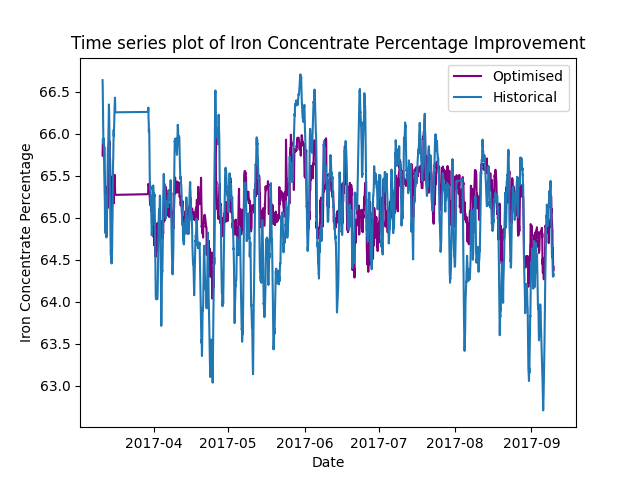 Time series plot of Iron Concentrate Percentage Improvement
Optimised
Historical
Iron Concentrate Percentage
66.5
66.0
65.5
65.0
64.5
64.0
63.5
63.0
2017-04
2017-05
2017-06
2017-07
2017-08
2017-09
Date